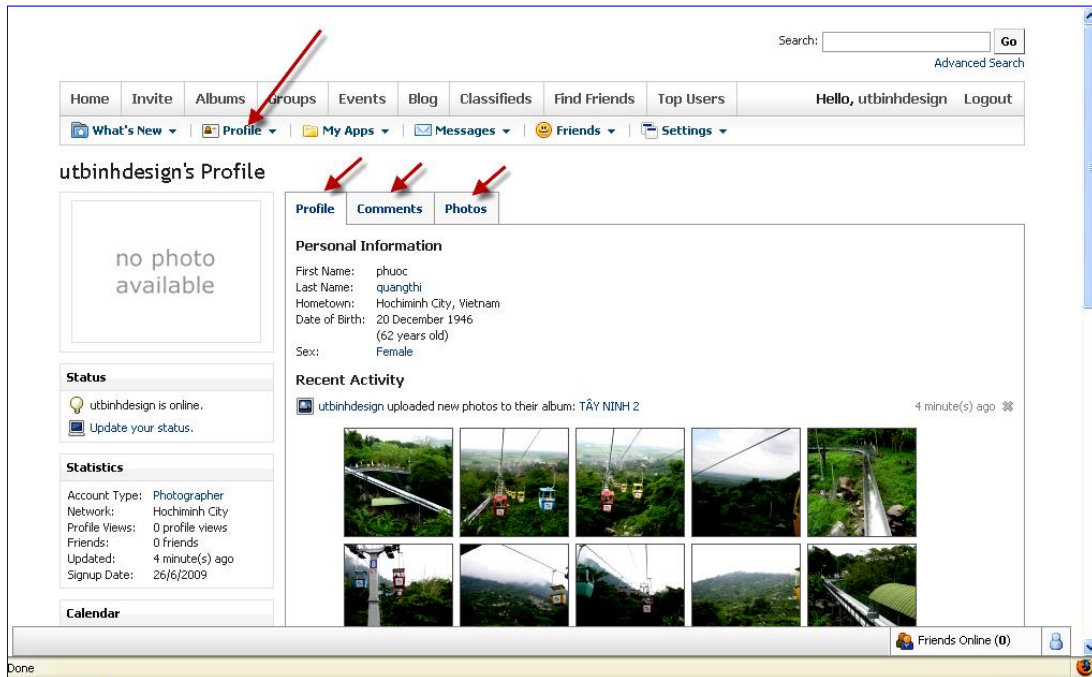 Search: Go
Advanced Search
Home Invite Albums Groups Events Blog Classifieds Find Friends Top Users Hello, utbinhdesign Logout
What's New Profile My Apps Messages Friends Settings
utbinhdesign's Profile
no photo
available
Status
utbinhdesign is online.
Update your status.
Statistics
Account Type: Photographer
Network: Hochiminh City
Profile Views: 0 profile views
Friends: 0 friends
Updated: 4 minute(s) ago
Signup Date: 26/6/2009
Calendar
Profile Comments Photos
Personal Information
First Name: phuoc
Last Name: quangthi
Hometown: Hochiminh City, Vietnam
Date of Birth: 20 December 1946
(62 years old)
Sex: Female
Recent Activity
utbinhdesign uploaded new photos to their album: TÂY NINH 2 4 minute(s) ago
Friends Online (0)
Done